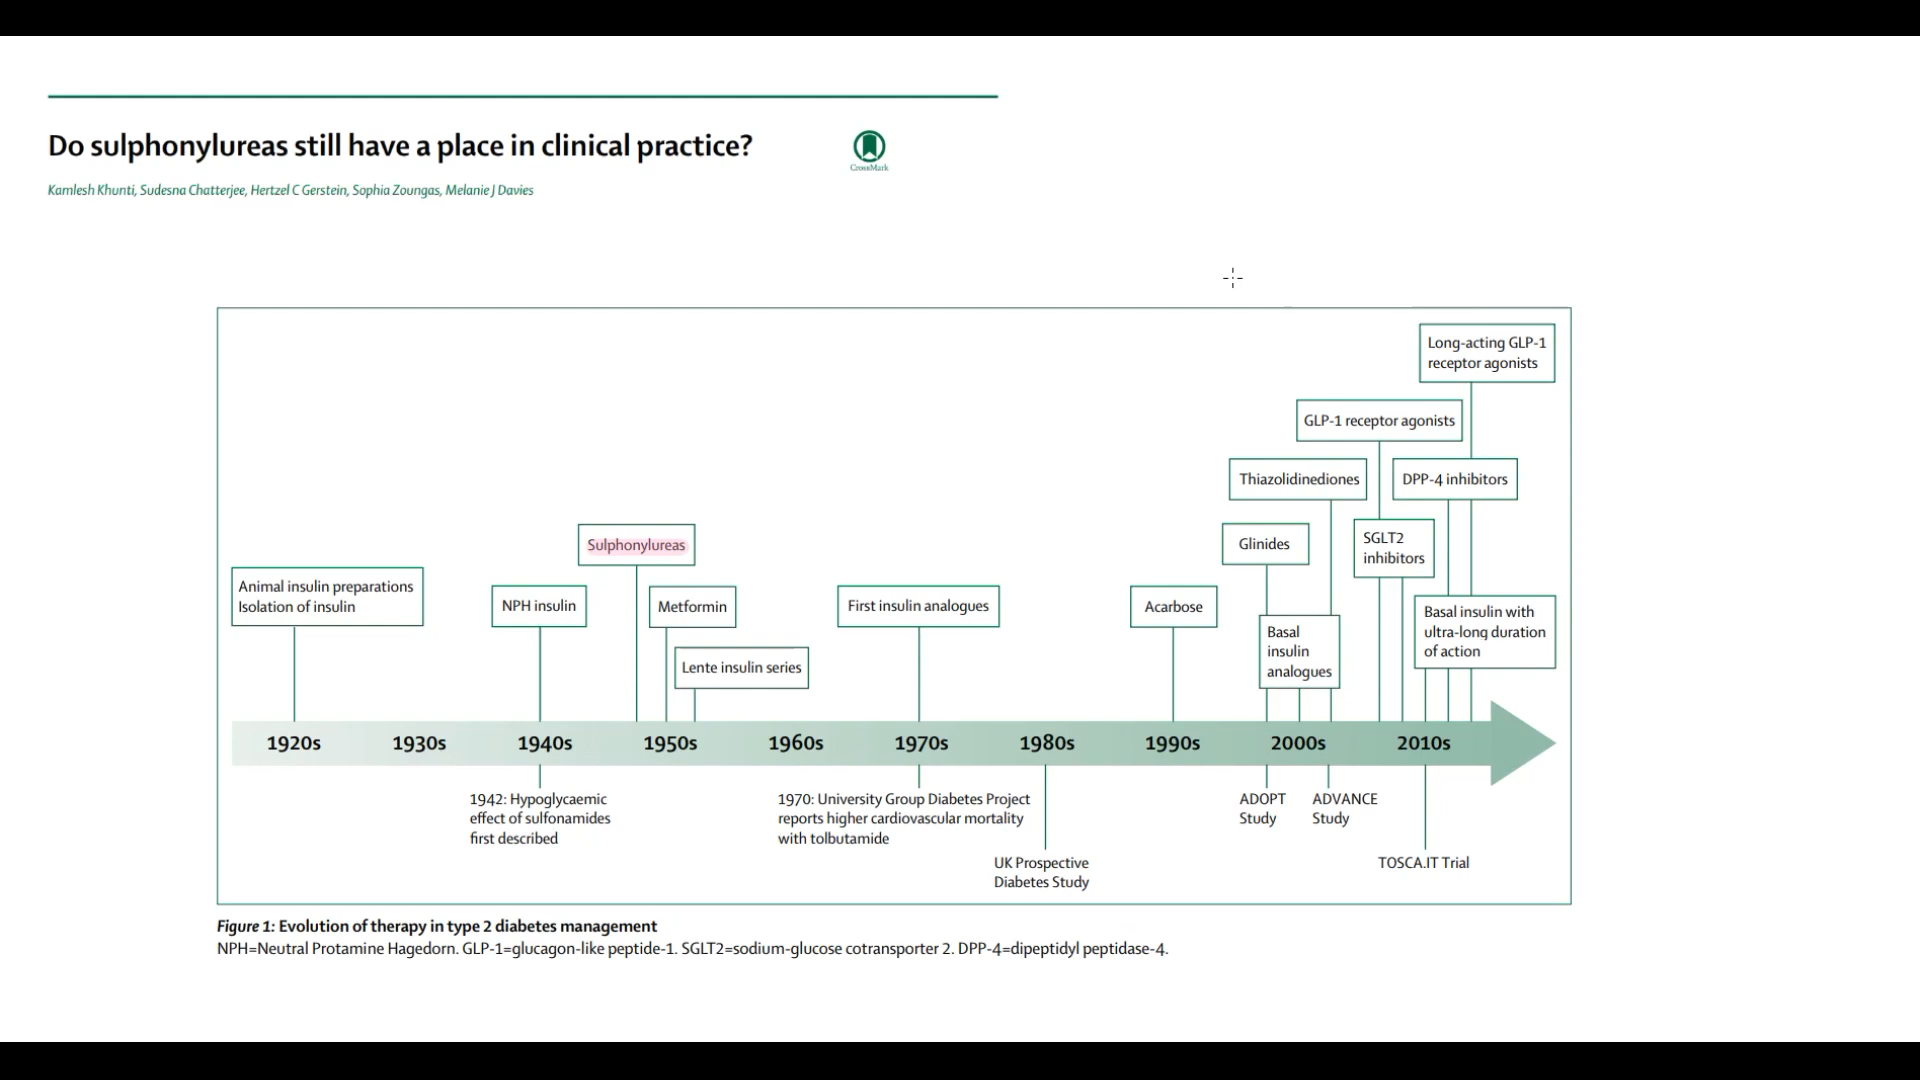 Do sulphonylureas still have a place in clinical practice?
CrossMark
Kamlesh Khunti, Sudesna Chatterjee, Hertzel C Gerstein, Sophia Zoungas, Melanie J Davies
Long-acting GLP-1
receptor agonists
GLP-1 receptor agonists
Thiazolidinediones
DPP-4 inhibitors
Sulphonylureas
Glinides
SGLT2
inhibitors
Animal insulin preparations
Isolation of insulin
NPH insulin
Metformin
First insulin analogues
Acarbose
Basal insulin with
ultra-long duration
of action
Basal
insulin
analogues
Lente insulin series
1920s 1930s 1940s 1950s 1960s 1970s 1980s 1990s 2000s 2010s
1942: Hypoglycaemic
effect of sulfonamides
first described
1970: University Group Diabetes Project
reports higher cardiovascular mortality
with tolbutamide
UK Prospective
Diabetes Study
ADOPT
Study
ADVANCE
Study
TOSCA.IT Trial
Figure 1: Evolution of therapy in type 2 diabetes management
NPH=Neutral Protamine Hagedorn. GLP-1=glucagon-like peptide-1. SGLT2=sodium-glucose cotransporter 2. DPP-4=dipeptidyl peptidase-4.